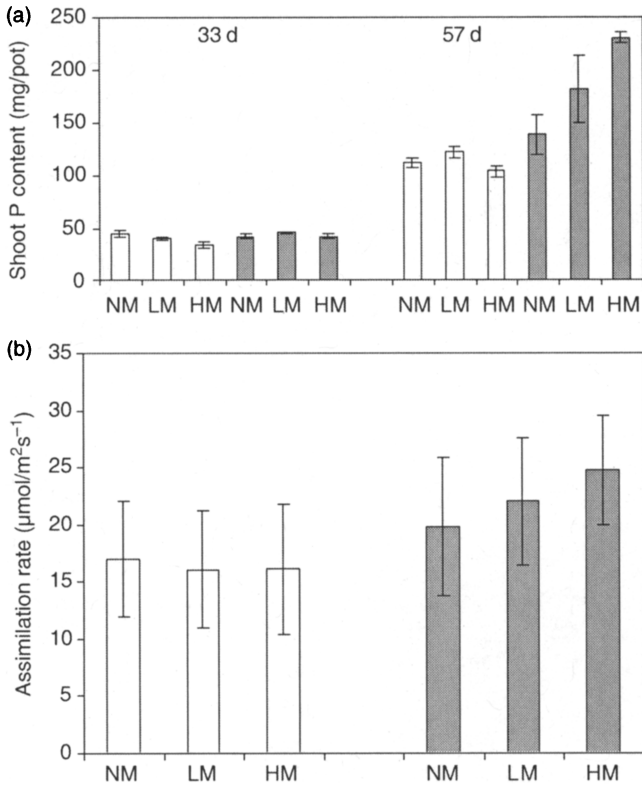 (a)
33 d
57 d
Shoot P content (mg/pot)
250
200
150
100
50
0
NM LM HM NM LM HM NM LM HM NM LM HM
(b)
Assimilation rate (µmol/m²s⁻¹)
35
30
25
20
15
10
5
0
NM LM HM NM LM HM